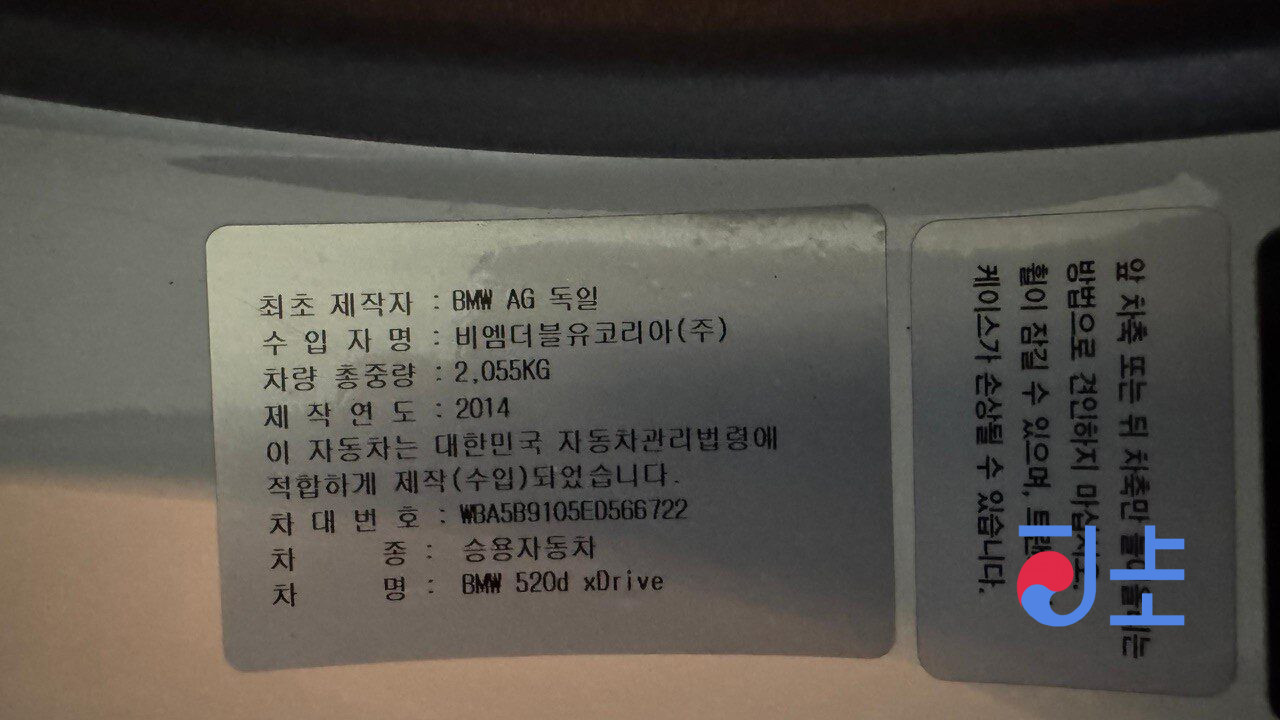 최초 제작자 : BMW AG 독일
수 입 자 명 : 비엠더블유코리아(주)
차량 총중량 : 2,055KG
제 작 연 도 : 2014
이 자동차는 대한민국 자동차관리법령에
적합하게 제작(수입)되었습니다.
차 대 번 호 : WBA5B9105ED566722
차 종 : 승용자동차
차 명 : BMW 520d xDrive
앞 차축 또는 뒤 차축만
방법으로 견인하지
휠이 잠길 수 있으며,
케이스가 손상될 수 있습니다.